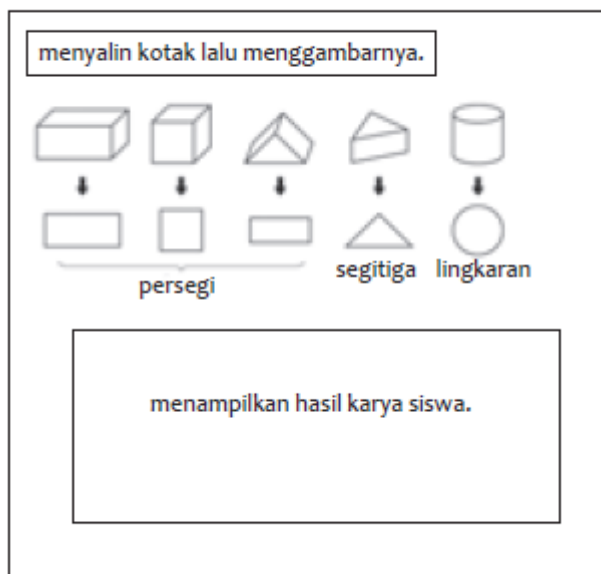 menyalin kotak lalu menggambarnya.
persegi
segitiga
lingkaran
menampilkan hasil karya siswa.